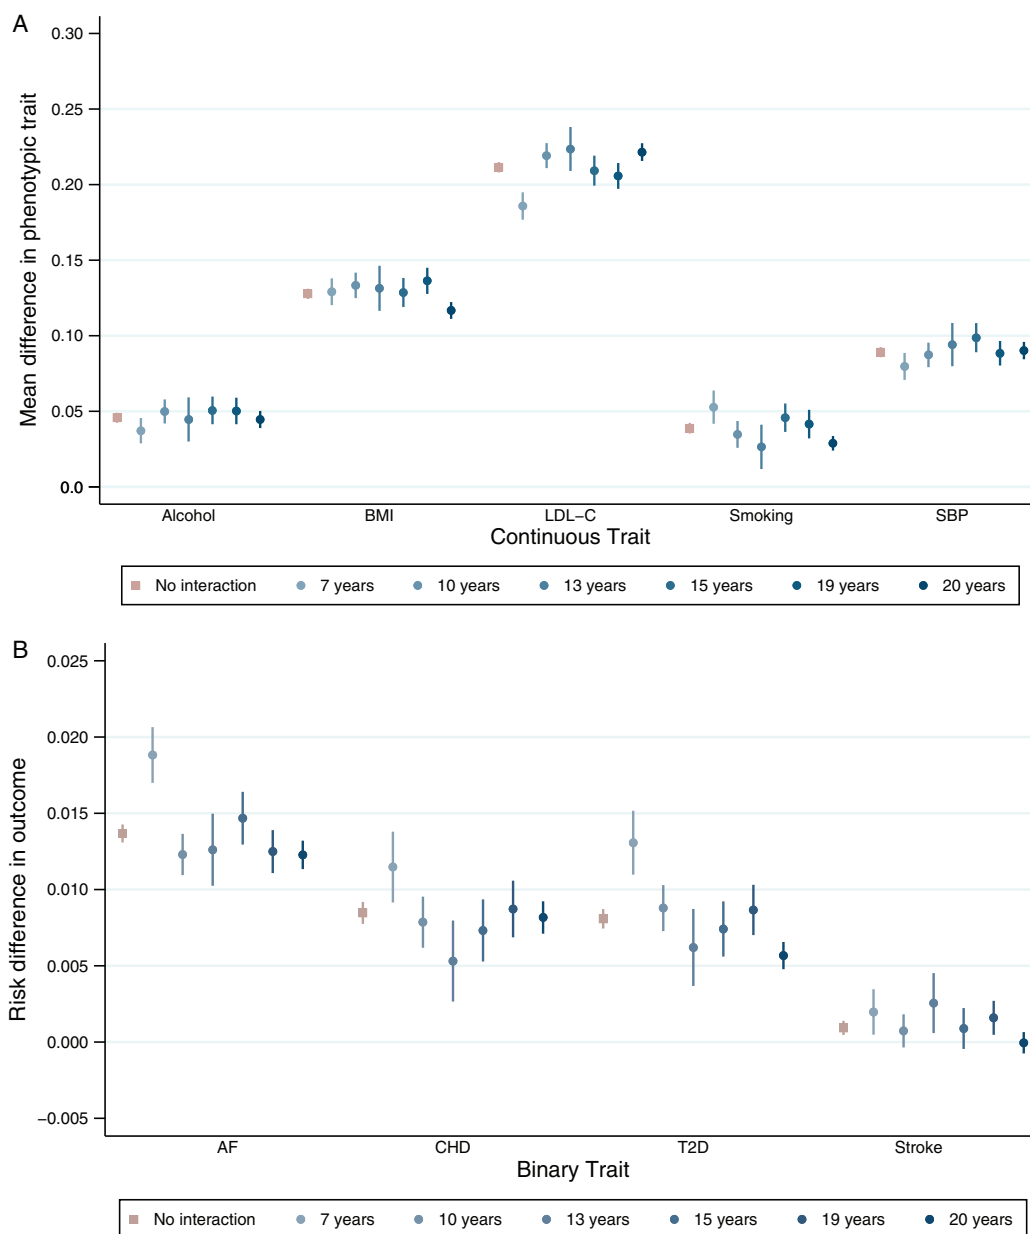 A
Mean difference in phenotypic trait
0.30
0.25
0.20
0.15
0.10
0.05
0.0
Alcohol BMI LDL−C Smoking SBP
Continuous Trait
No interaction 7 years 10 years 13 years 15 years 19 years 20 years
B
Risk difference in outcome
0.025
0.020
0.015
0.010
0.005
0.000
−0.005
AF CHD T2D Stroke
Binary Trait
No interaction 7 years 10 years 13 years 15 years 19 years 20 years